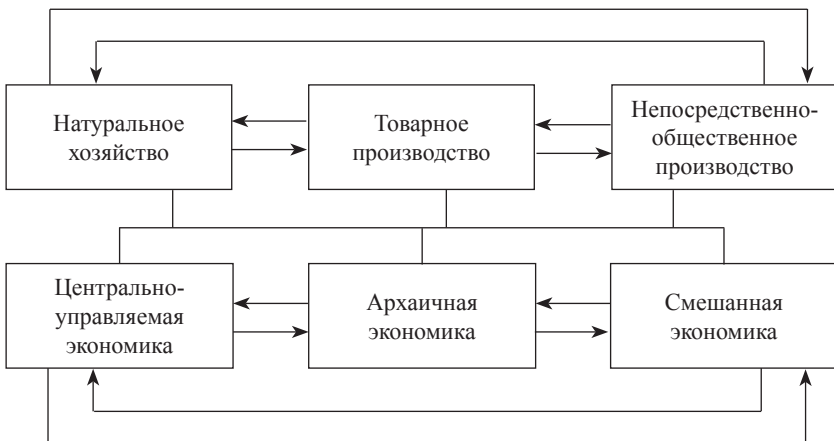 Натуральное
хозяйство
Товарное
производство
Непосредственно-
общественное
производство
Центрально-
управляемая
экономика
Архаичная
экономика
Смешанная
экономика